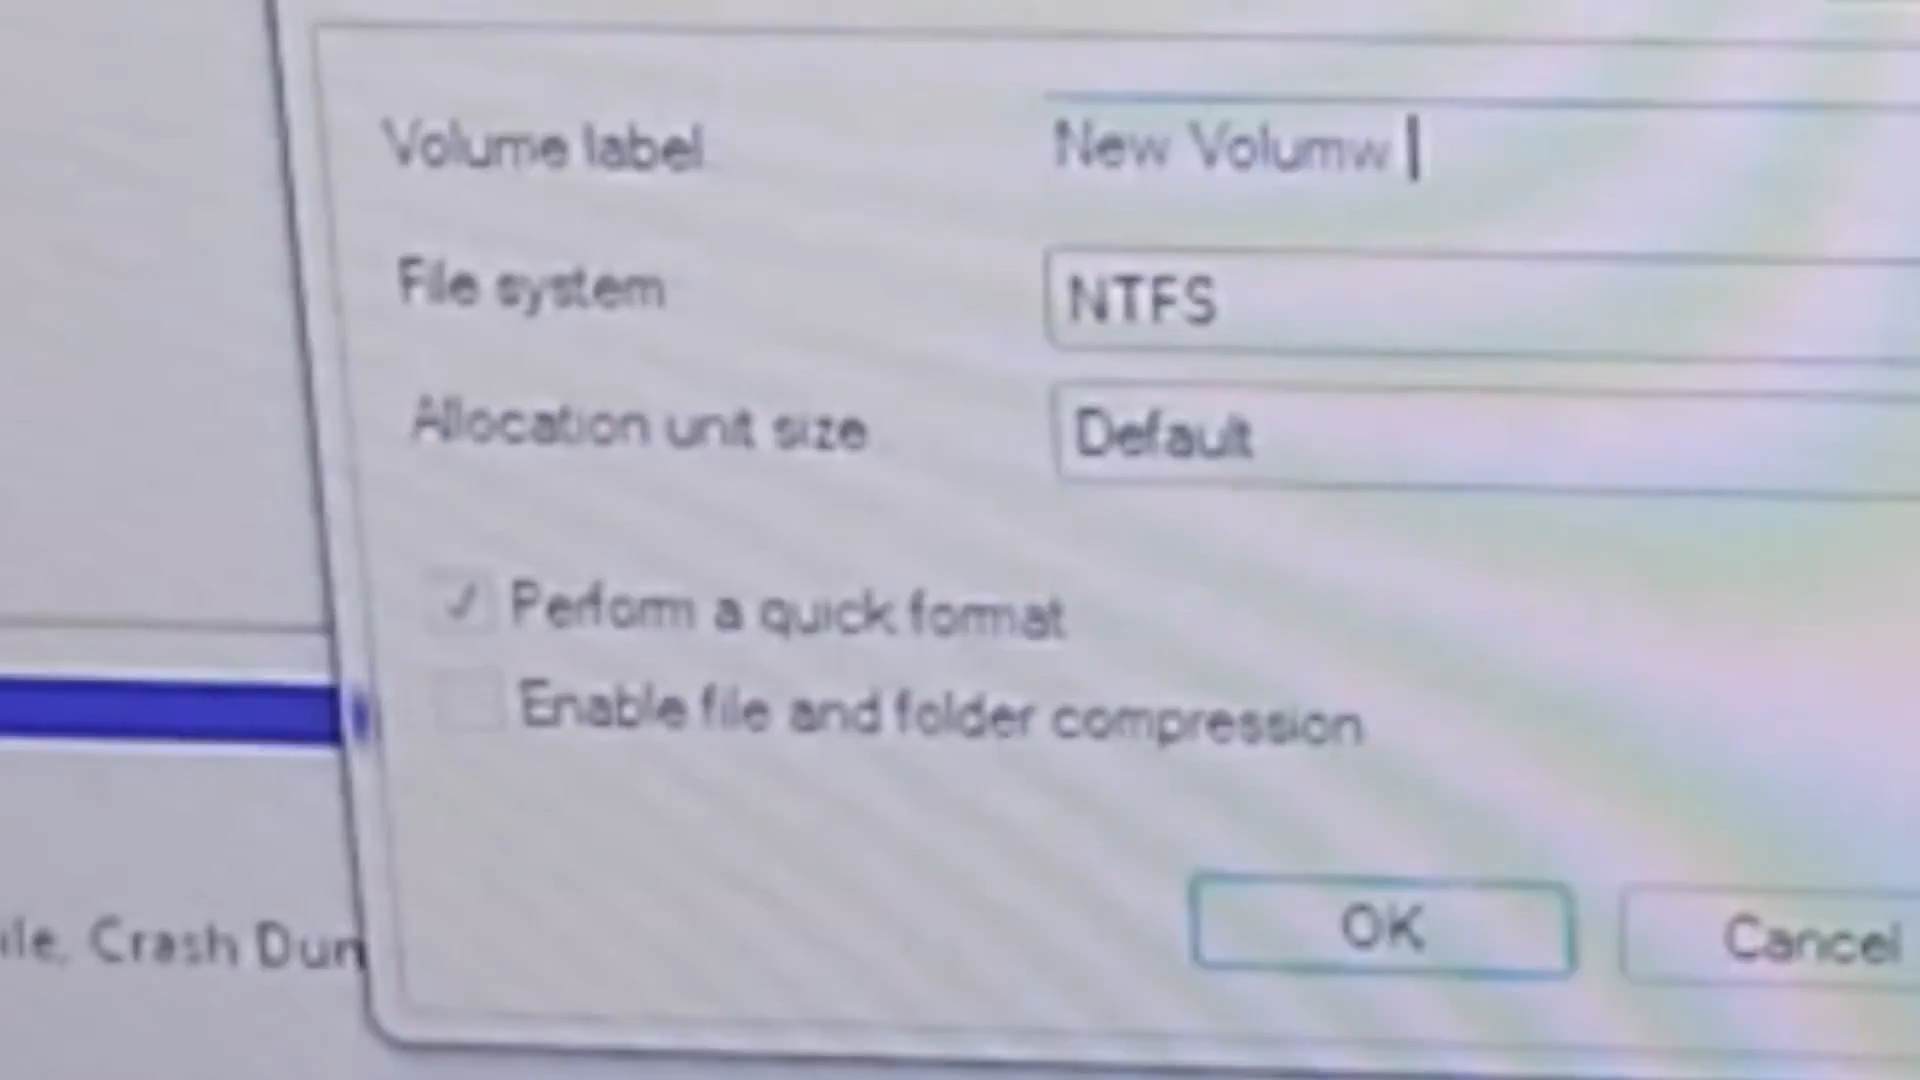 Volume label
New Volumw
File system
NTFS
Allocation unit size
Default
✓ Perform a quick format
Enable file and folder compression
OK
Cancel
ile, Crash Dun